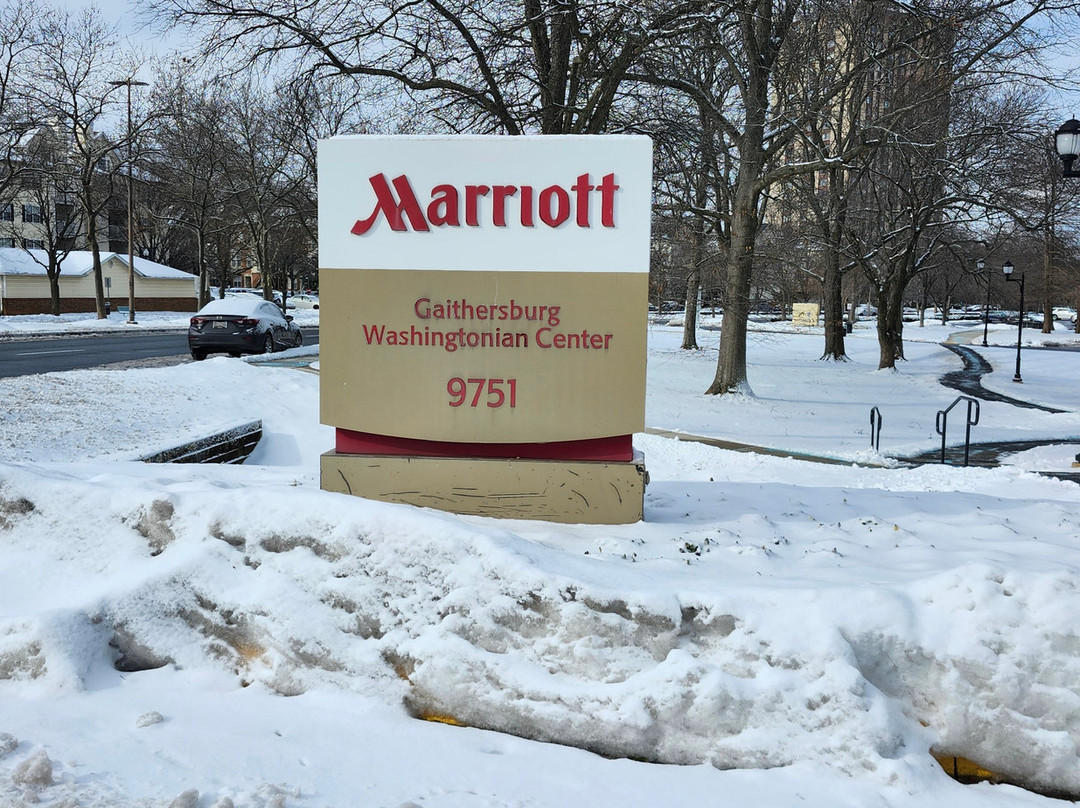 Marriott
Gaithersburg
Washingtonian Center
9751